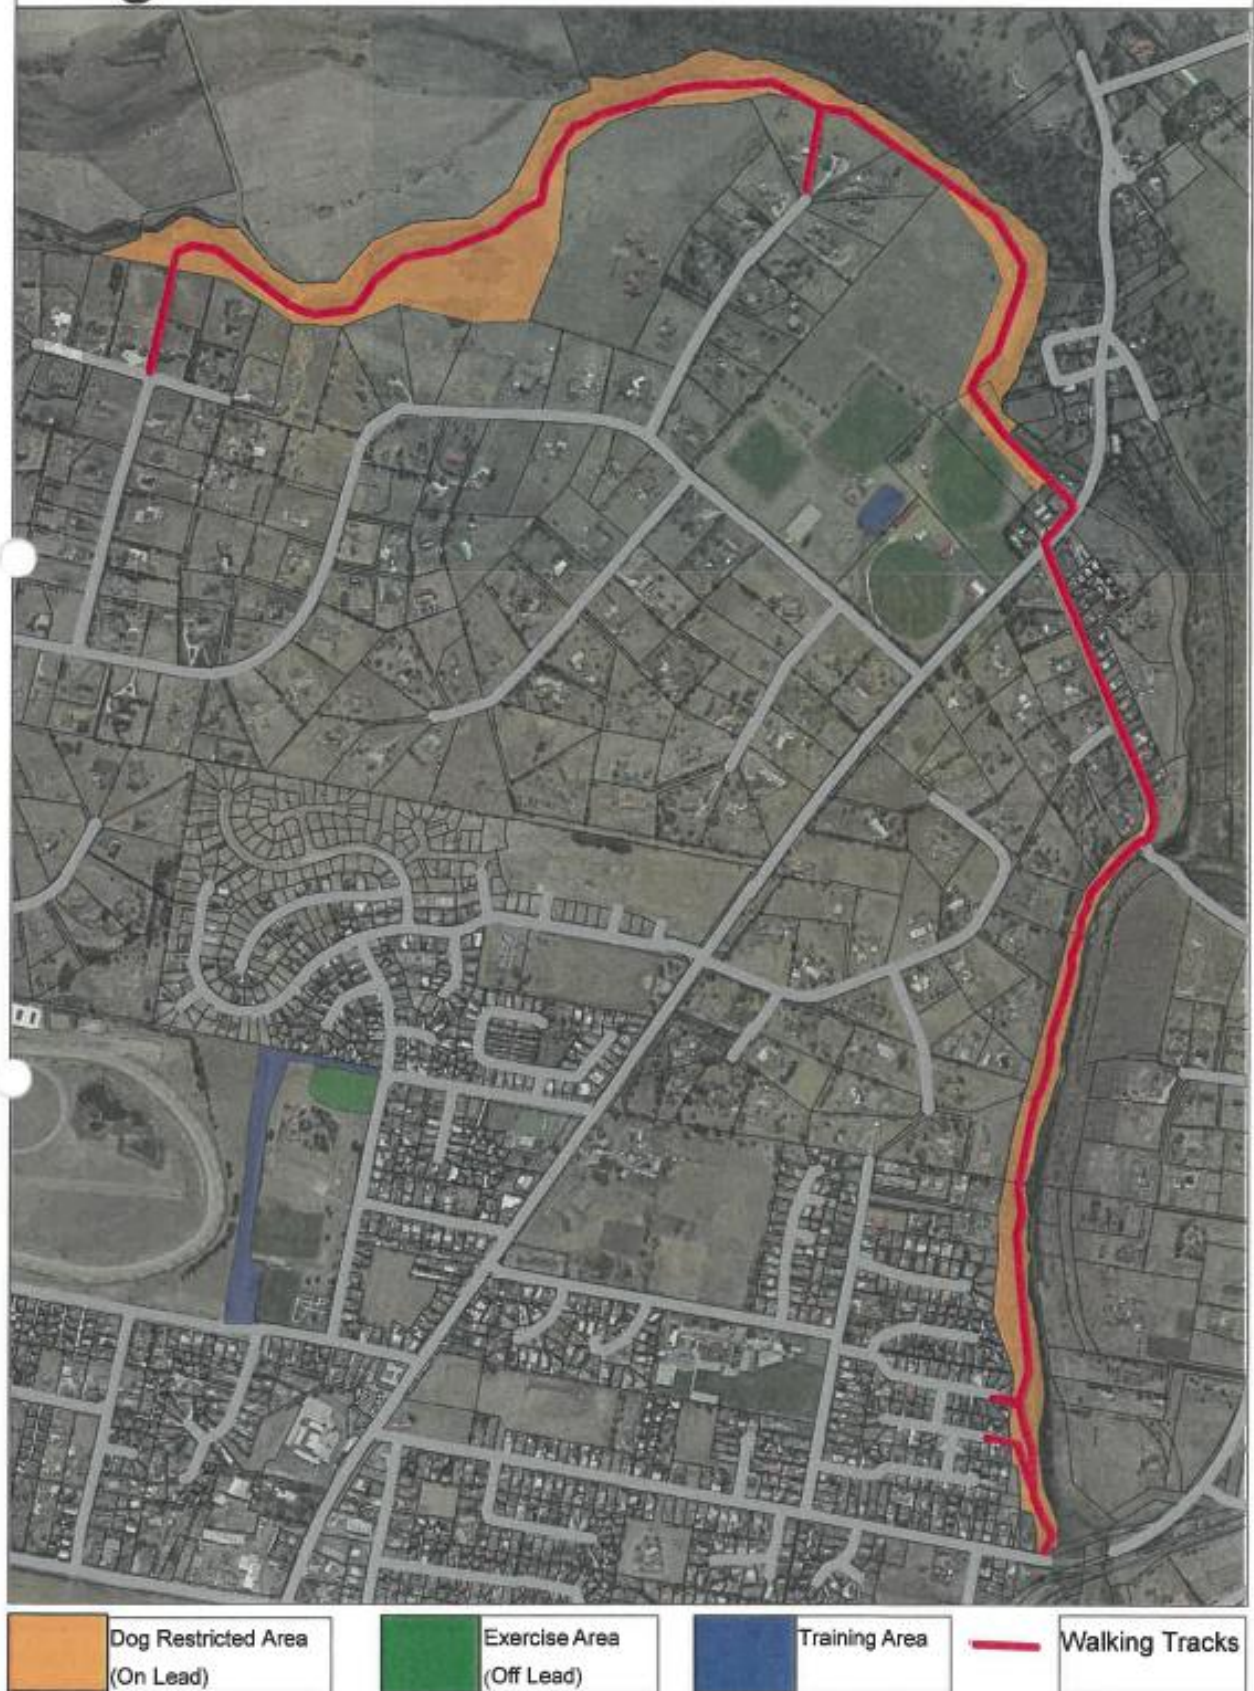 Dog Restricted Area
(On Lead)
Exercise Area
(Off Lead)
Training Area
Walking Tracks